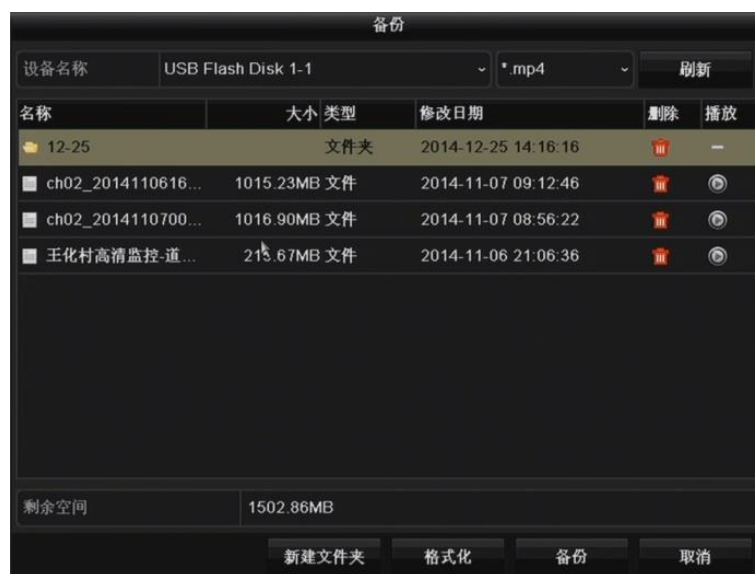 备份
设备名称 USB Flash Disk 1-1 *.mp4 刷新
名称 大小 类型 修改日期 删除 播放
12-25 文件夹 2014-12-25 14:16:16
ch02_2014110616... 1015.23MB 文件 2014-11-07 09:12:46
ch02_2014110700... 1016.90MB 文件 2014-11-07 08:56:22
王化村高清监控-道... 文件 2014-11-06 21:06:36
剩余空间 1502.86MB
新建文件夹 格式化 备份 取消